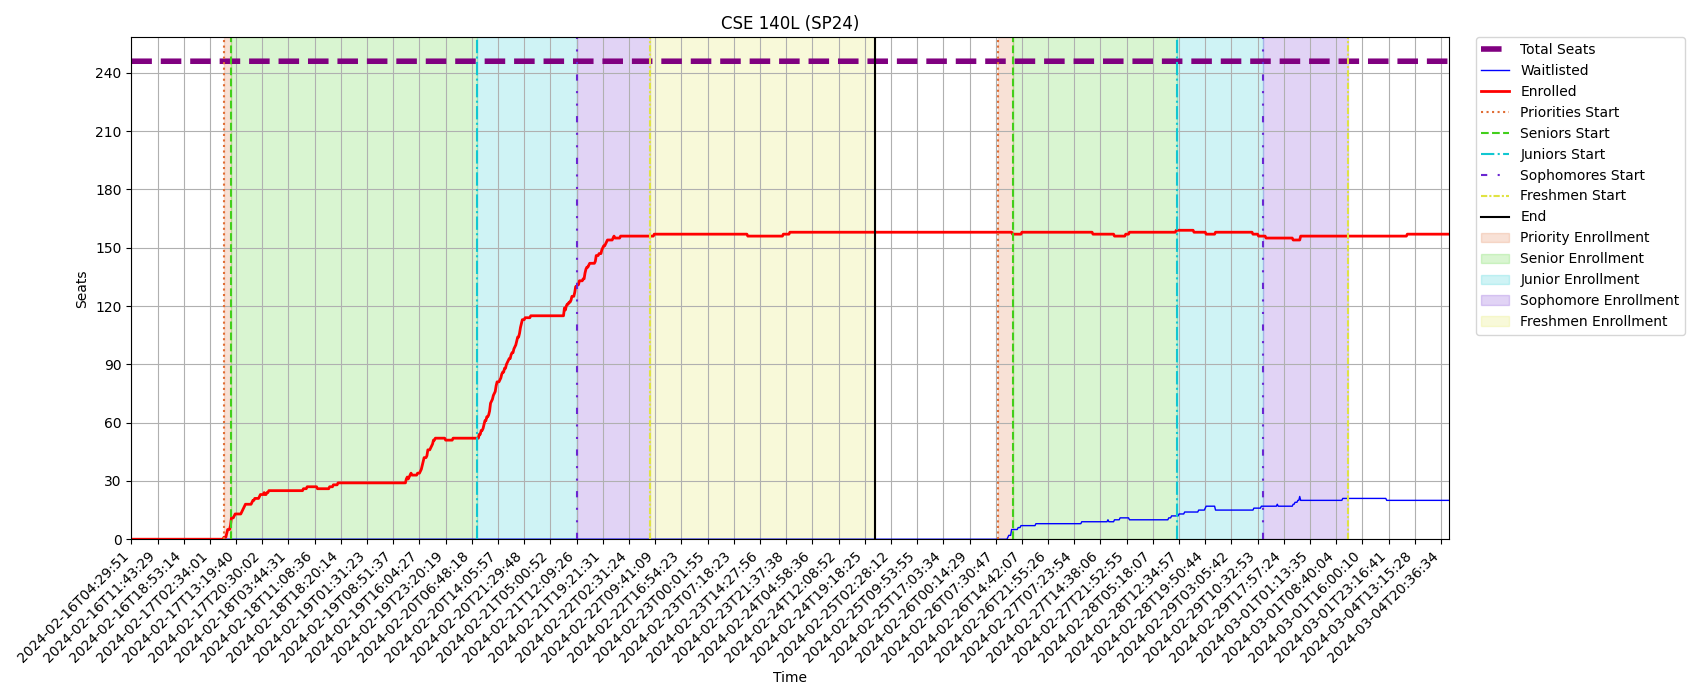 CSE 140L (SP24)
Total Seats
Waitlisted
Enrolled
Priorities Start
Seniors Start
Juniors Start
Sophomores Start
Freshmen Start
End
Priority Enrollment
Senior Enrollment
Junior Enrollment
Sophomore Enrollment
Freshmen Enrollment
Seats
240
210
180
150
120
90
60
30
0
2024-02-16T04:29:51
2024-02-16T11:43:29
2024-02-16T18:53:14
2024-02-17T02:34:01
2024-02-17T13:19:40
2024-02-17T20:30:02
2024-02-18T03:44:31
2024-02-18T11:08:36
2024-02-18T18:20:14
2024-02-19T01:31:23
2024-02-19T08:51:37
2024-02-19T16:04:27
2024-02-19T23:20:19
2024-02-20T06:48:18
2024-02-20T14:05:57
2024-02-20T21:29:48
2024-02-21T05:00:52
2024-02-21T12:09:26
2024-02-21T19:21:31
2024-02-22T02:31:24
2024-02-22T09:41:09
2024-02-22T16:54:23
2024-02-23T00:01:55
2024-02-23T07:18:23
2024-02-23T14:27:56
2024-02-23T21:37:38
2024-02-24T04:58:36
2024-02-24T12:08:52
2024-02-24T19:18:25
2024-02-25T02:28:12
2024-02-25T09:53:55
2024-02-25T17:03:34
2024-02-26T00:14:29
2024-02-26T07:30:47
2024-02-26T14:42:07
2024-02-26T21:55:28
2024-02-27T07:23:54
2024-02-27T14:38:06
2024-02-27T21:52:55
2024-02-28T05:18:07
2024-02-28T12:34:57
2024-02-28T19:50:44
2024-02-29T03:05:42
2024-02-29T10:32:53
2024-02-29T17:57:24
2024-03-01T01:13:35
2024-03-01T08:40:04
2024-03-01T16:00:10
2024-03-01T23:16:41
2024-03-04T13:15:28
2024-03-04T20:36:34
Time